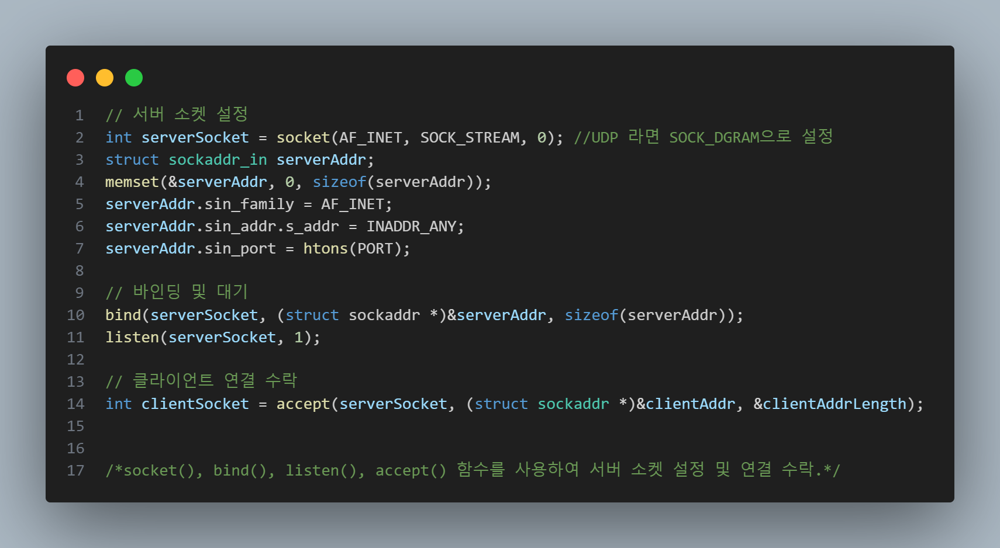 1 // 서버 소켓 설정
2 int serverSocket = socket(AF_INET, SOCK_STREAM, 0); //UDP 라면 SOCK_DGRAM으로 설정
3 struct sockaddr_in serverAddr;
4 memset(&serverAddr, 0, sizeof(serverAddr));
5 serverAddr.sin_family = AF_INET;
6 serverAddr.sin_addr.s_addr = INADDR_ANY;
7 serverAddr.sin_port = htons(PORT);
8
9 // 바인딩 및 대기
10 bind(serverSocket, (struct sockaddr *)&serverAddr, sizeof(serverAddr));
11 listen(serverSocket, 1);
12
13 // 클라이언트 연결 수락
14 int clientSocket = accept(serverSocket, (struct sockaddr *)&clientAddr, &clientAddrLength);
15
16
17 /*socket(), bind(), listen(), accept() 함수를 사용하여 서버 소켓 설정 및 연결 수락.*/